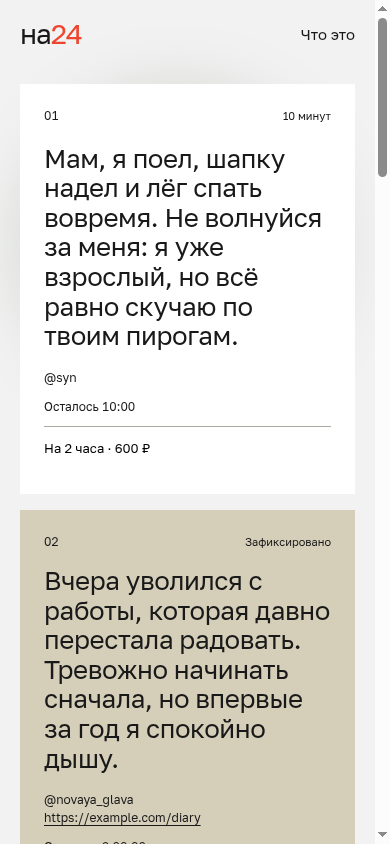 на24
Что это
01
10 минут
Мам, я поел, шапку
надел и лёг спать
вовремя. Не волнуйся
за меня: я уже
взрослый, но всё
равно скучаю по
твоим пирогам.
@syn
Осталось 10:00
На 2 часа · 600 ₽
02
Зафиксировано
Вчера уволился с
работы, которая давно
перестала радовать.
Тревожно начинать
сначала, но впервые
за год я спокойно
дышу.
@novaya_glava
https://example.com/diary